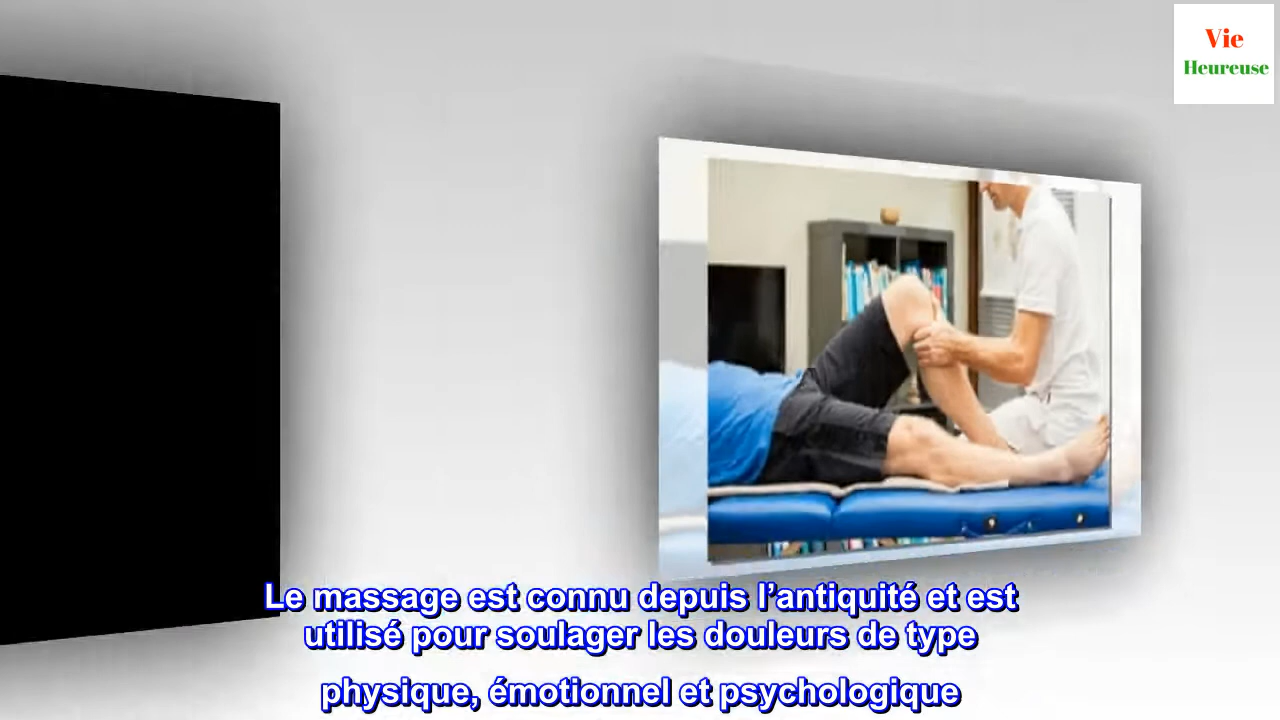 Vie
Heureuse
Le massage est connu depuis l’antiquité et est
utilisé pour soulager les douleurs de type
physique, émotionnel et psychologique